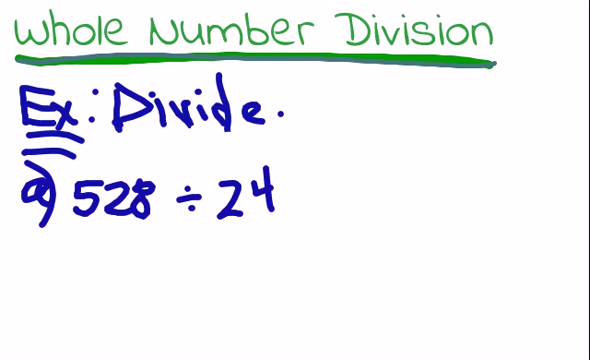 Whole Number Division
Ex: Divide.
a) 528 ÷ 24